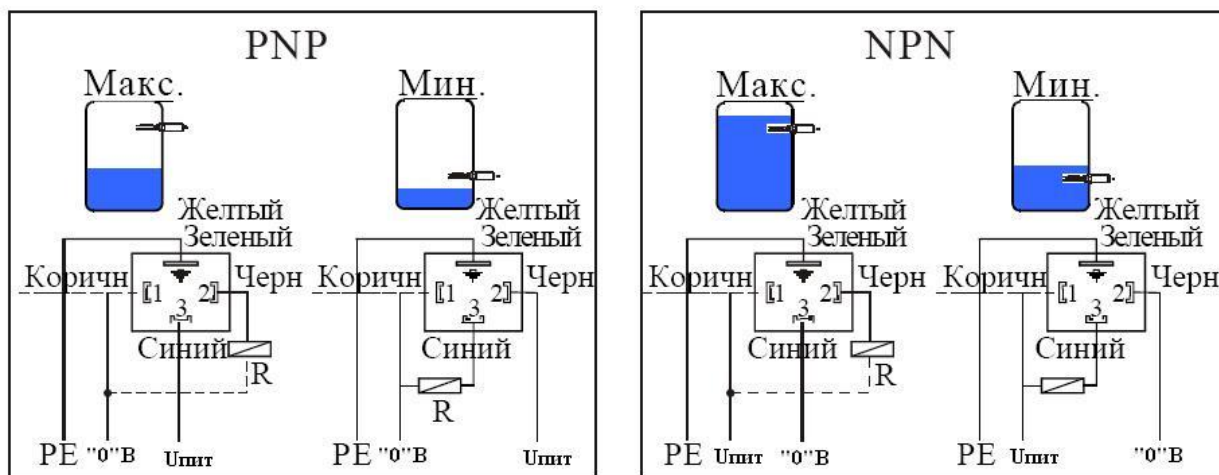 PNP
Макс.
Мин.
Желтый
Зеленый
Желтый
Зеленый
Коричн
Черн
Черн
1
2
3
1
2
3
Синий
Синий
R
R
PE "0"В Uпит PE "0"В Uпит
NPN
Макс.
Мин.
Желтый
Зеленый
Желтый
Зеленый
Коричн
Черн
Коричн
Черн
1
2
3
1
2
3
Синий
Синий
R
PE Uпит "0"В PE Uпит "0"В